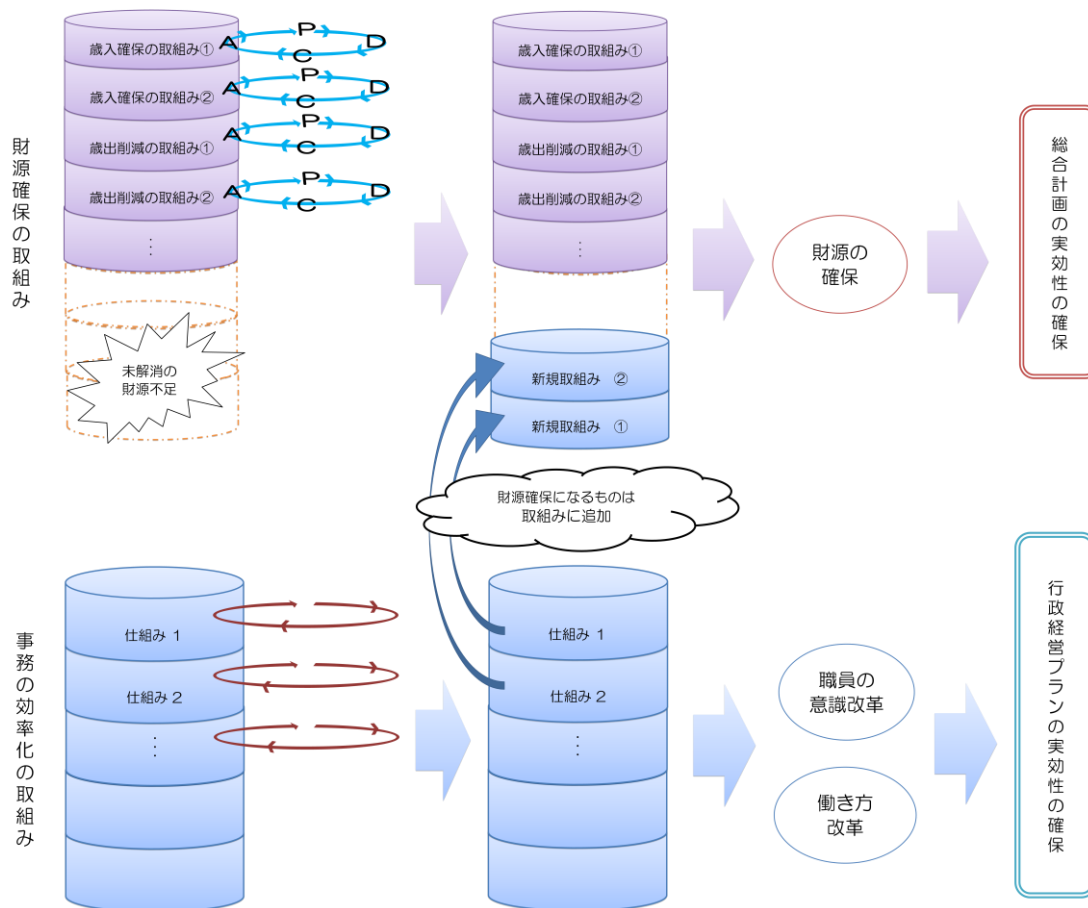 財源確保の取組み
歳入確保の取組み①
P
D
C
A
歳入確保の取組み②
P
D
C
A
歳出削減の取組み①
P
D
C
A
歳出削減の取組み②
P
D
C
A
⋮
未解消の
財源不足
歳入確保の取組み①
歳入確保の取組み②
歳出削減の取組み①
歳出削減の取組み②
⋮
新規取組み ②
新規取組み ①
財源の
確保
総合計画の実効性の確保
財源確保になるものは
取組みに追加
事務の効率化の取組み
仕組み 1
仕組み 2
⋮
仕組み 1
仕組み 2
⋮
職員の
意識改革
働き方
改革
行政経営プランの実効性の確保